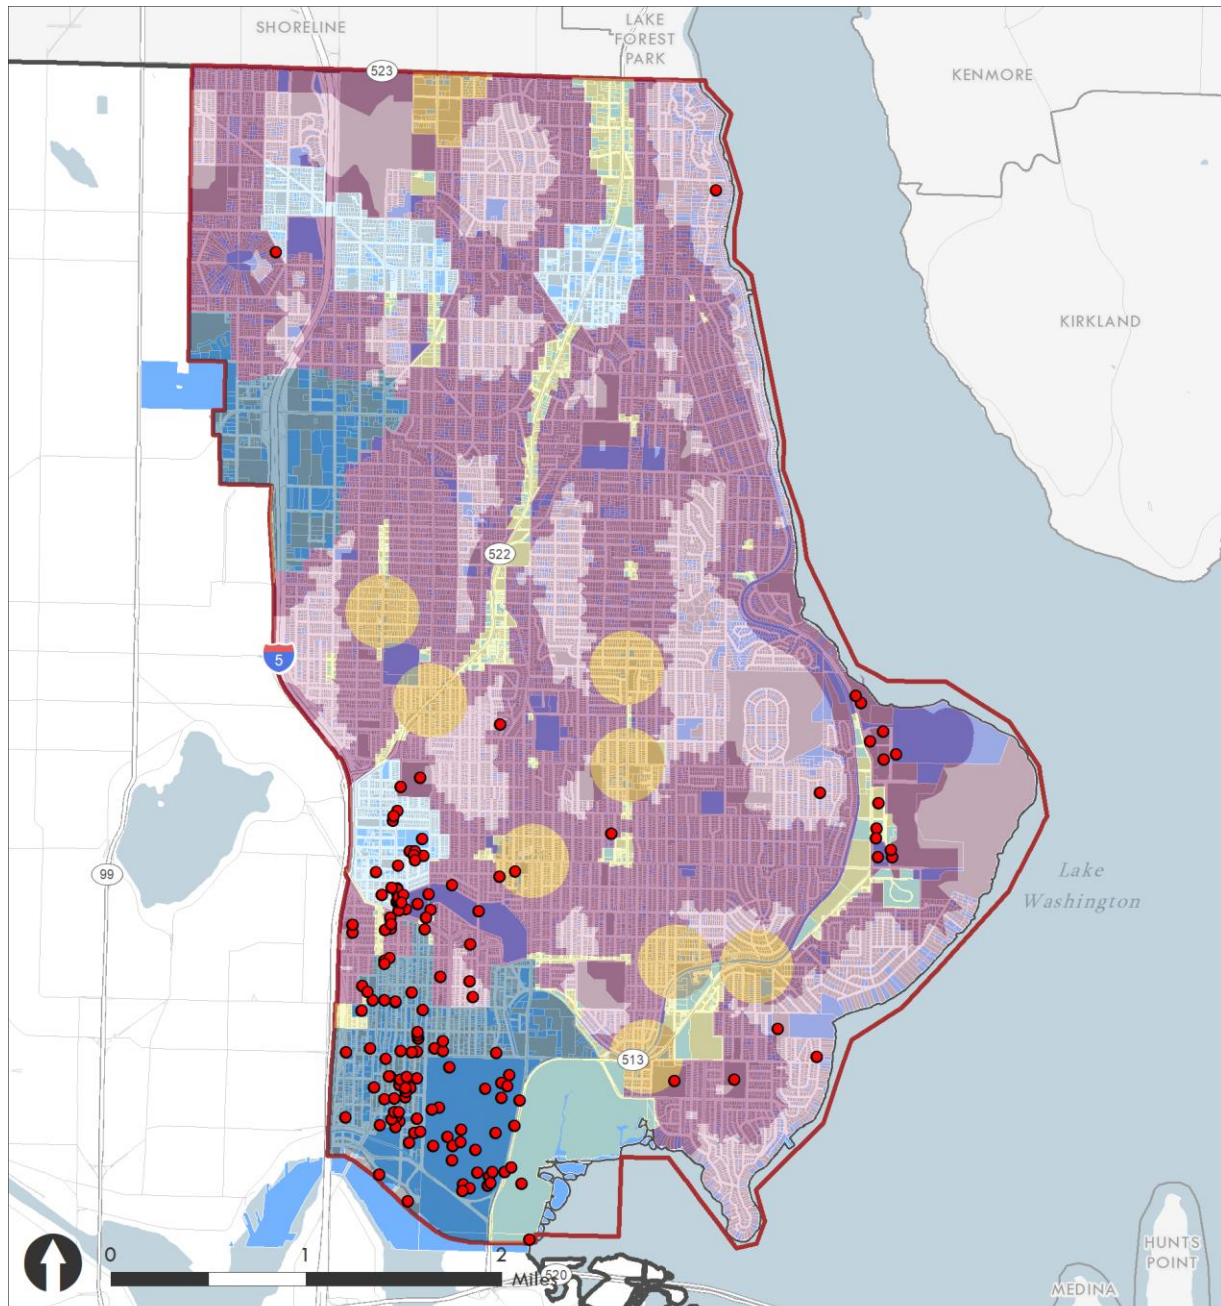 SHORELINE
LAKE
FOREST
PARK
523
KENMORE
KIRKLAND
522
5
99
Lake
Washington
513
0
1
2
Miles
520
HUNTS
POINT
MEDINA